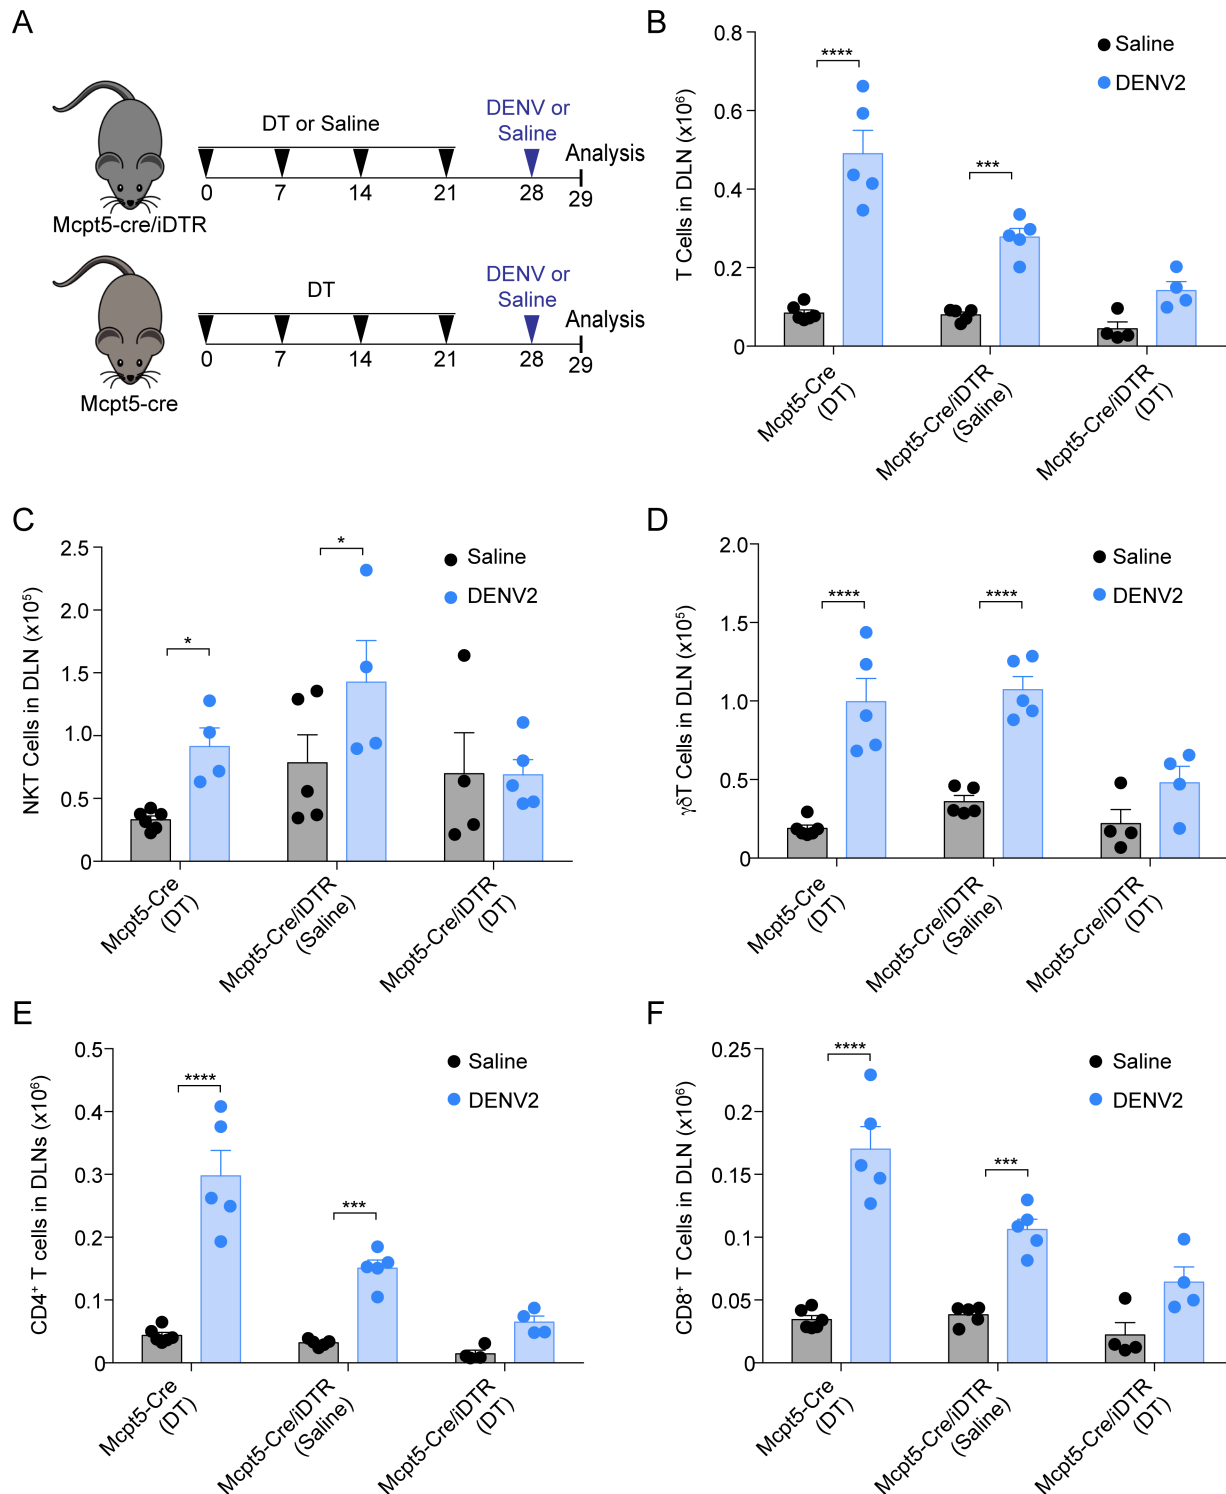 A
DT or Saline
DENV or
Saline
Analysis
0 7 14 21 28 29
Mcpt5-cre/iDTR
DT
DENV or
Saline
Analysis
0 7 14 21 28 29
Mcpt5-cre
B
Saline
DENV2
**** ***
T Cells in DLN (x10⁶)
0.8
0.6
0.4
0.2
0
Mcpt5-Cre
(DT)
Mcpt5-Cre/iDTR
(Saline)
Mcpt5-Cre/iDTR
(DT)
C
Saline
DENV2
* *
NKT Cells in DLN (x10⁵)
2.5
2.0
1.5
1.0
0.5
0
Mcpt5-Cre
(DT)
Mcpt5-Cre/iDTR
(Saline)
Mcpt5-Cre/iDTR
(DT)
D
Saline
DENV2
**** ****
γδT Cells in DLN (x10⁵)
2.0
1.5
1.0
0.5
0
Mcpt5-Cre
(DT)
Mcpt5-Cre/iDTR
(Saline)
Mcpt5-Cre/iDTR
(DT)
E
Saline
DENV2
**** ***
CD4⁺ T cells in DLNs (x10⁶)
0.5
0.4
0.3
0.2
0.1
0
Mcpt5-Cre
(DT)
Mcpt5-Cre/iDTR
(Saline)
Mcpt5-Cre/iDTR
(DT)
F
Saline
DENV2
**** ***
CD8⁺ T Cells in DLN (x10⁶)
0.25
0.2
0.15
0.1
0.05
0
Mcpt5-Cre
(DT)
Mcpt5-Cre/iDTR
(Saline)
Mcpt5-Cre/iDTR
(DT)